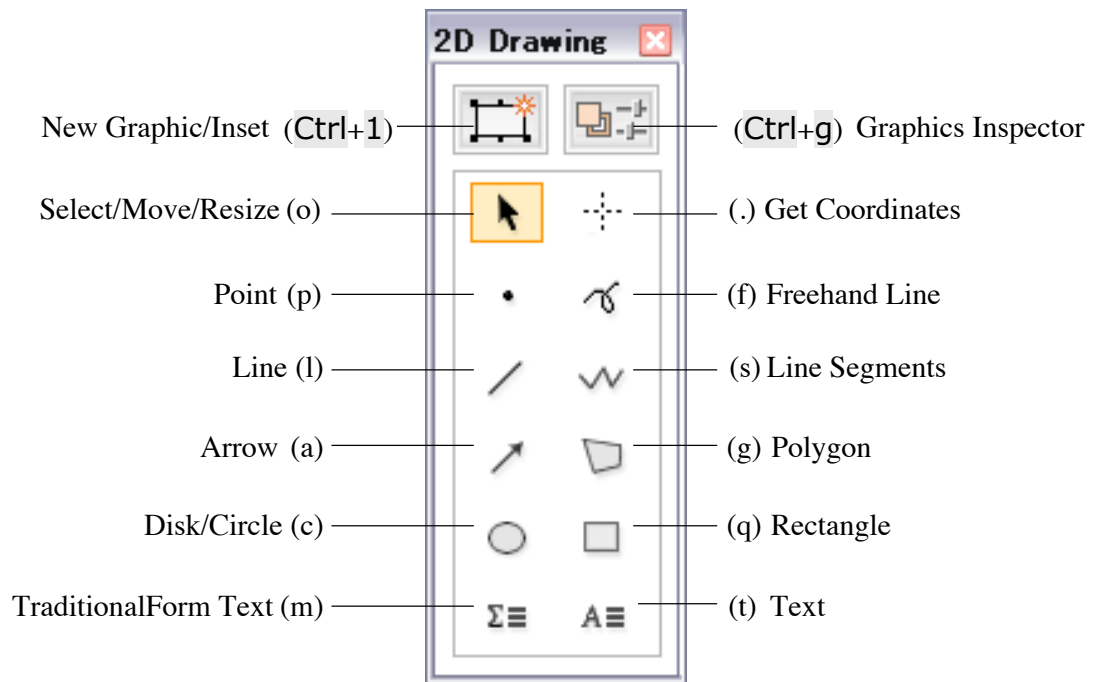 2D Drawing
New Graphic/Inset (Ctrl+1)
(Ctrl+g) Graphics Inspector
Select/Move/Resize (o)
(.) Get Coordinates
Point (p)
(f) Freehand Line
Line (l)
(s) Line Segments
Arrow (a)
(g) Polygon
Disk/Circle (c)
(q) Rectangle
TraditionalForm Text (m)
Σ
A
(t) Text